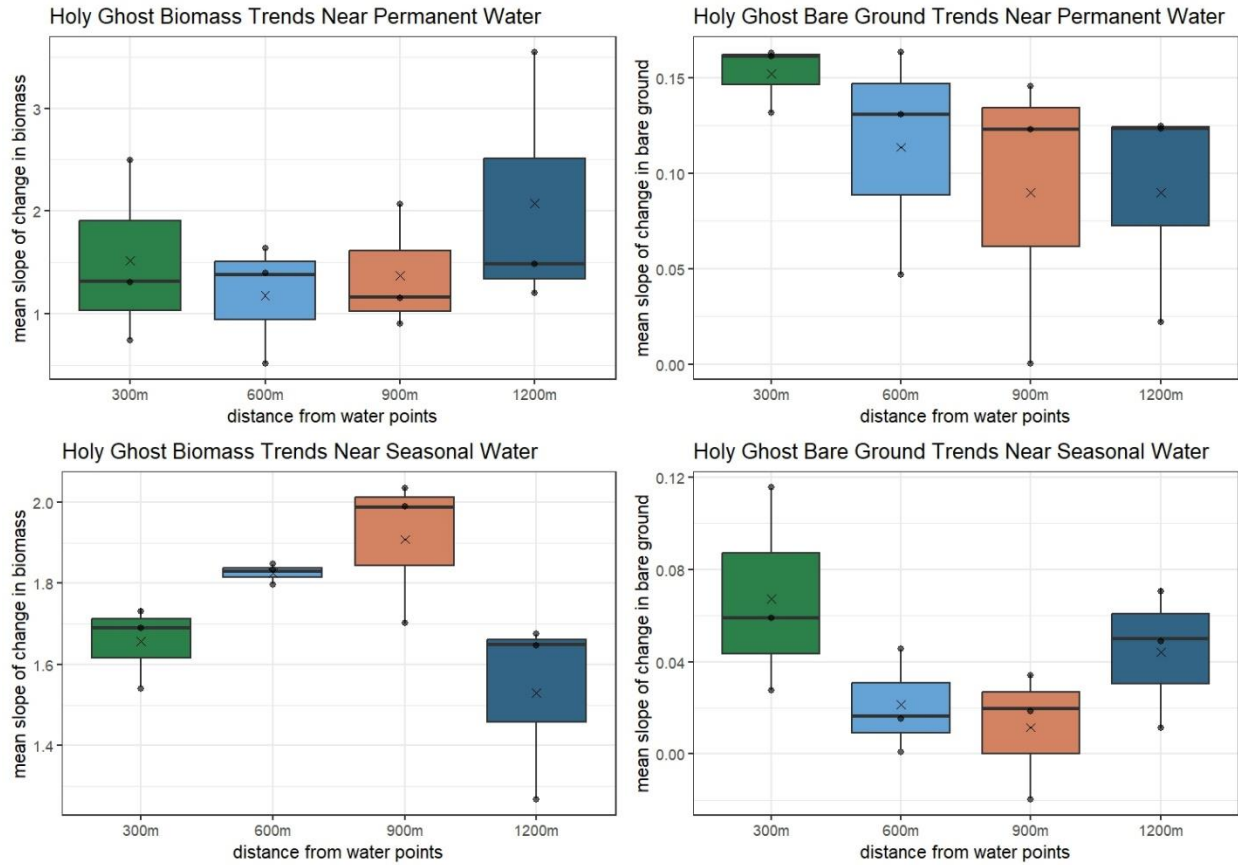 Holy Ghost Biomass Trends Near Permanent Water
mean slope of change in biomass
3
2
1
300m 600m 900m 1200m
distance from water points
Holy Ghost Bare Ground Trends Near Permanent Water
mean slope of change in bare ground
0.15
0.10
0.05
0.00
300m 600m 900m 1200m
distance from water points
Holy Ghost Biomass Trends Near Seasonal Water
mean slope of change in biomass
2.0
1.8
1.6
1.4
300m 600m 900m 1200m
distance from water points
Holy Ghost Bare Ground Trends Near Seasonal Water
mean slope of change in bare ground
0.12
0.08
0.04
0.00
300m 600m 900m 1200m
distance from water points